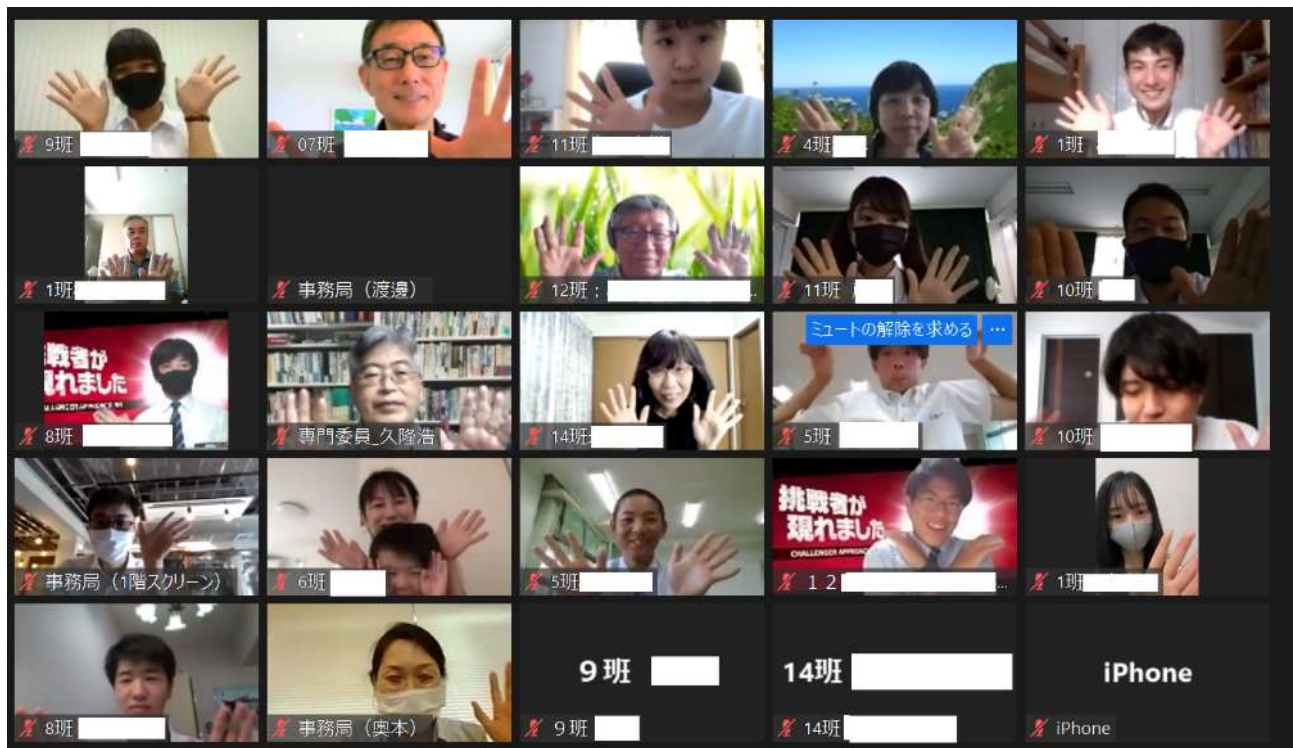 9班
07班
11班
4班
1班
1班
事務局（渡邊）
12班：
...
11班
10班
戦者が
れました
8班
専門委員_久隆浩
14班
ミュートの解除を求める ...
5班
10班
事務局（1階スクリーン）
6班
5班
挑戦者が
現れました
CHALLENGER APPROACH
１２
...
1班
8班
事務局（奥本）
9班
9班
14班
14班
iPhone
iPhone